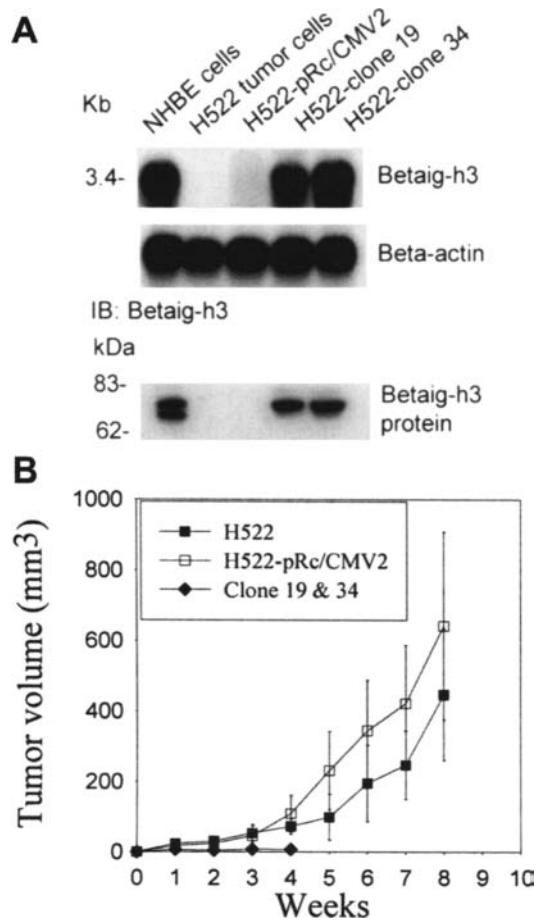 A
Kb
NHBE cells
H522 tumor cells
H522-pRc/CMV2
H522-clone 19
H522-clone 34
3.4-
Betaig-h3
Beta-actin
IB: Betaig-h3
kDa
83-
62-
Betaig-h3
protein
B
Tumor volume (mm3)
1000
800
600
400
200
0
H522
H522-pRc/CMV2
Clone 19 & 34
0 1 2 3 4 5 6 7 8 9 10
Weeks